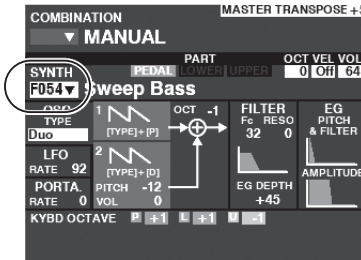 MASTER TRANSPOSE +5
COMBINATION
▼ MANUAL
PART OCT VEL VOL
SYNTH PEDAL LOWER UPPER 0 Off 64
F054▼ Sweep Bass
OSC 1 OCT -1 FILTER EG
TYPE Fc RESO PITCH
Duo [TYPE]+[P] 32 0 & FILTER
LFO 2
RATE 92 [TYPE]+[D] AMPLITUDE
PORTA. PITCH -12 EG DEPTH
RATE 0 VOL 0 +45
KYBD OCTAVE P +1 L +1 U -1